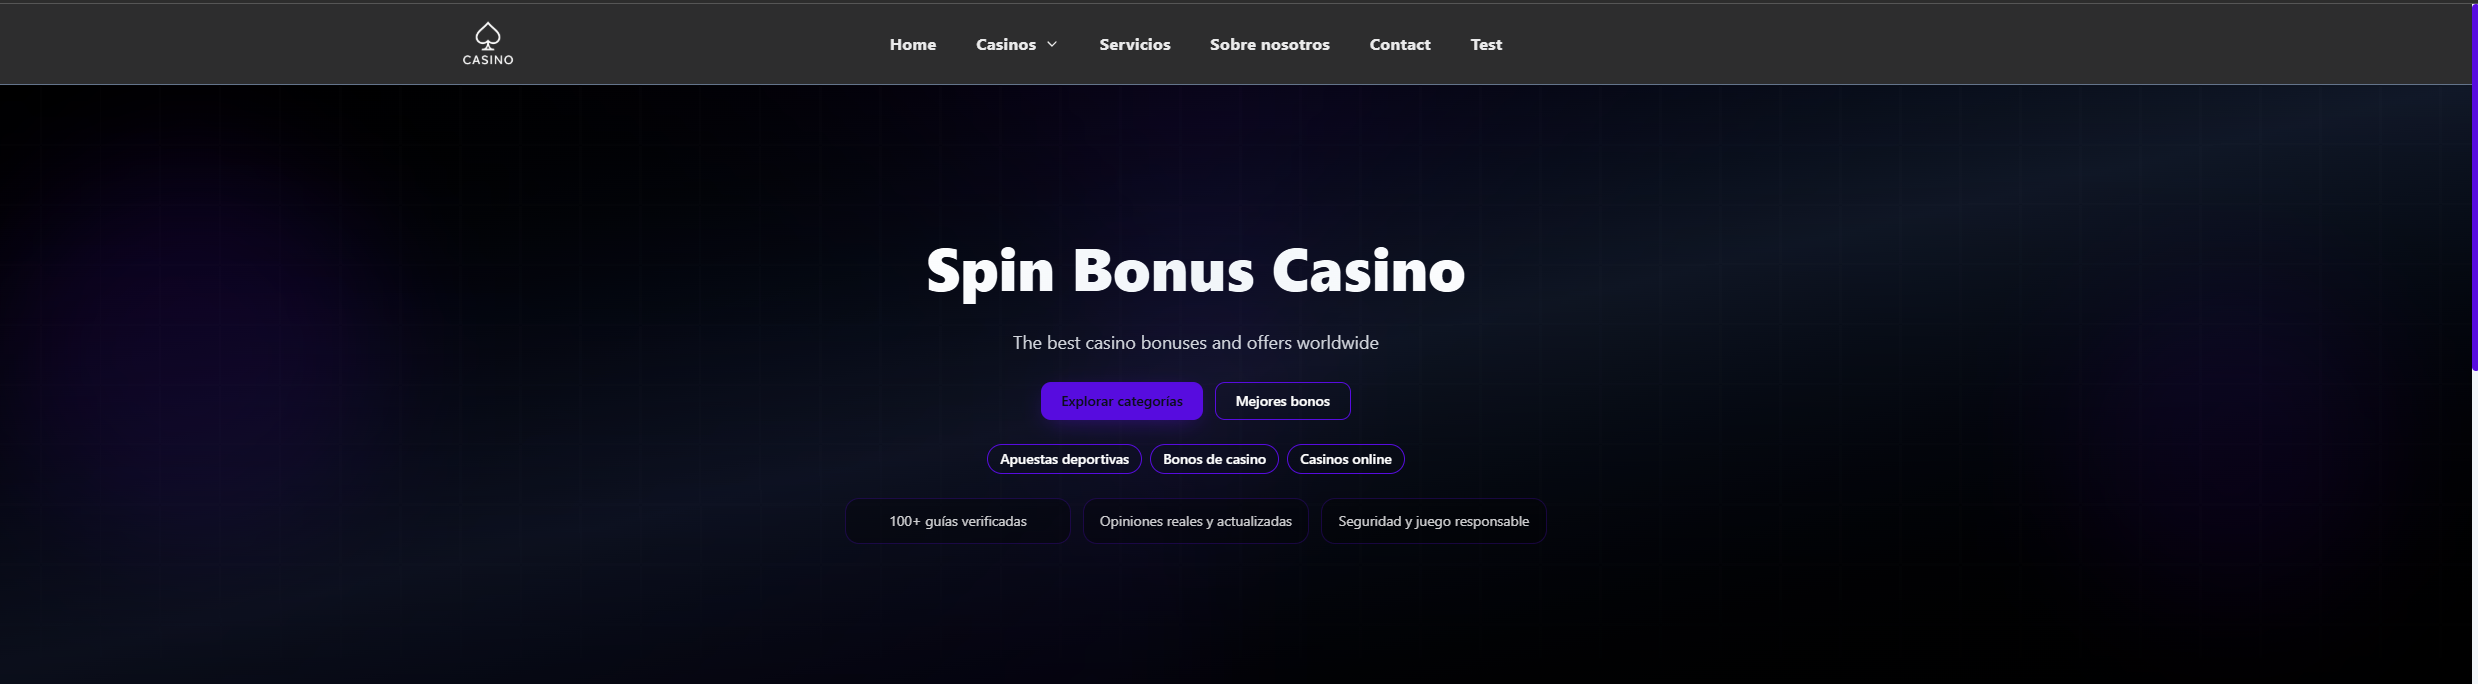 CASINO
Home Casinos Servicios Sobre nosotros Contact Test
Spin Bonus Casino
The best casino bonuses and offers worldwide
Explorar categorías Mejores bonos
Apuestas deportivas Bonos de casino Casinos online
100+ guías verificadas Opiniones reales y actualizadas Seguridad y juego responsable